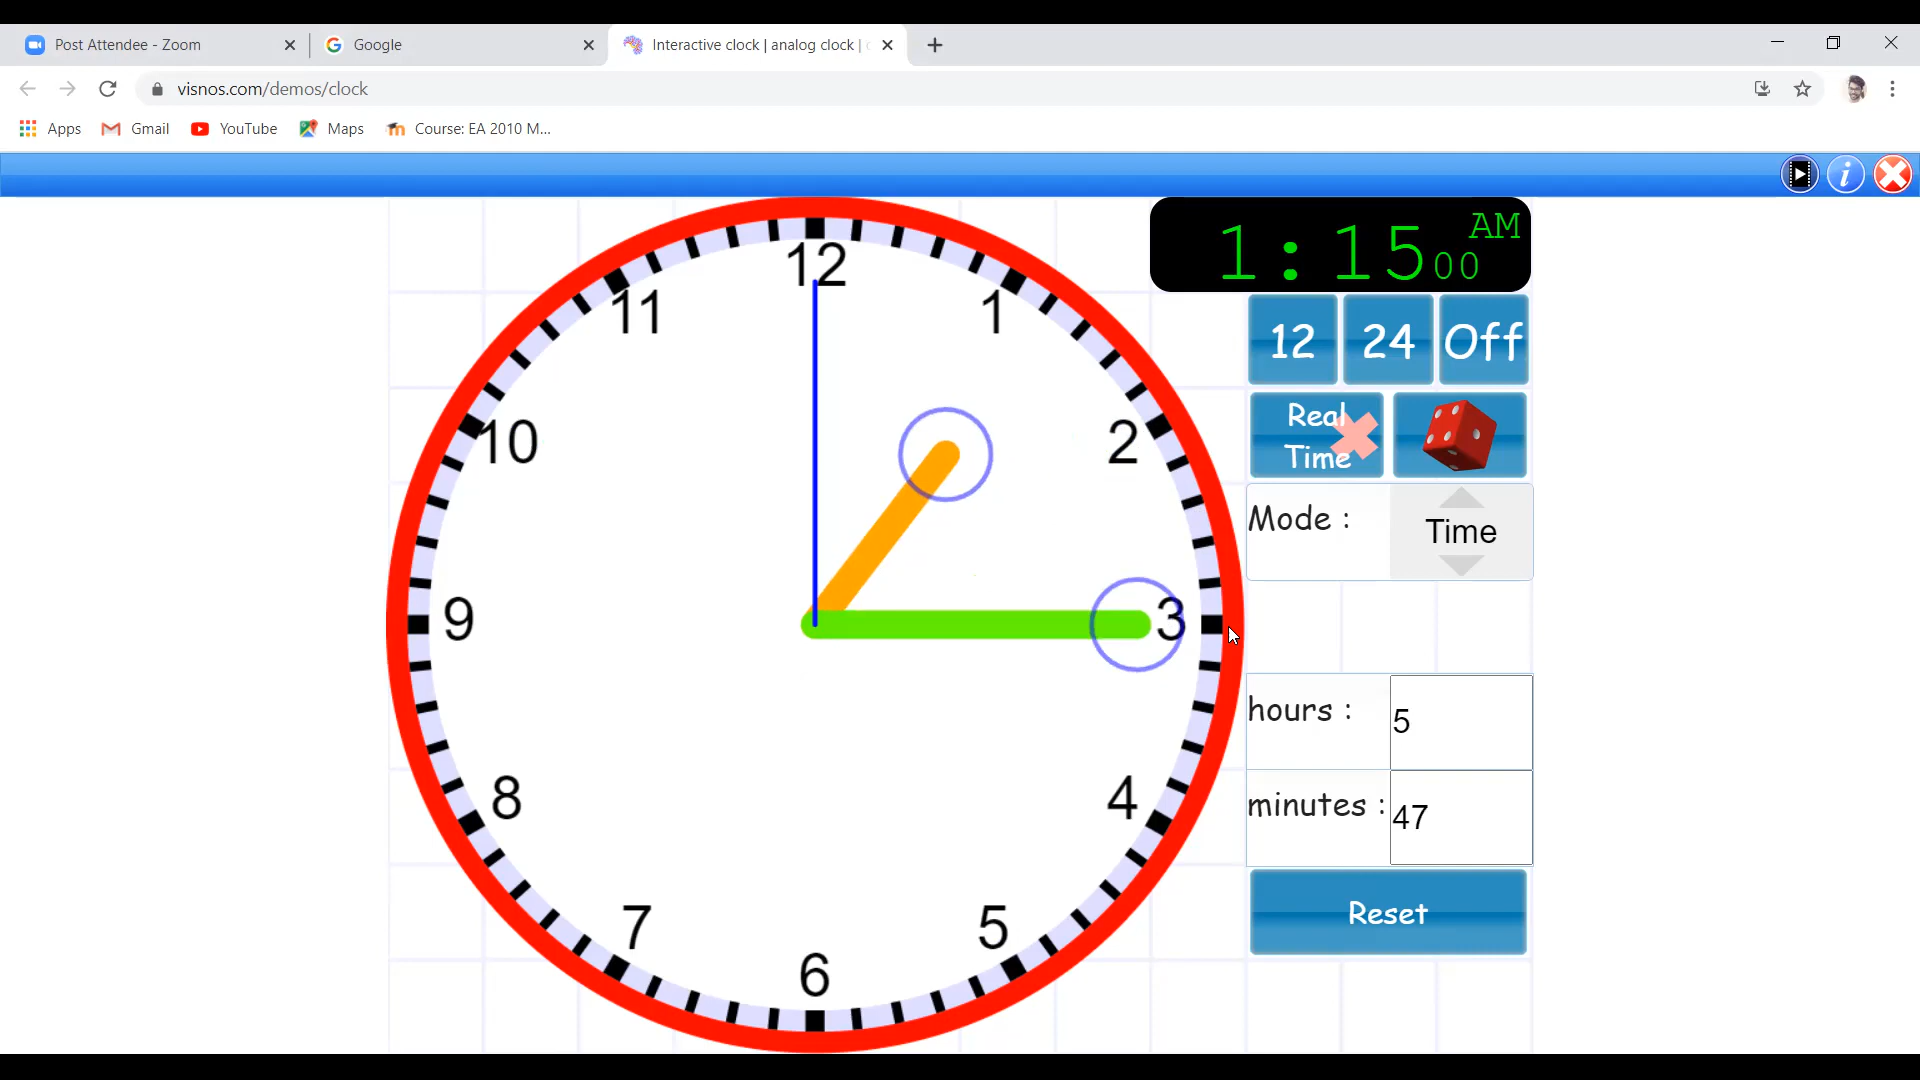 Post Attendee - Zoom
Google
Interactive clock | analog clock |
visnos.com/demos/clock
Apps
Gmail
YouTube
Maps
Course: EA 2010 M...
1:15 00 AM
12 24 Off
Real Time
Mode : Time
hours : 5
minutes : 47
Reset
12
11
1
10
2
9
3
8
4
7
5
6